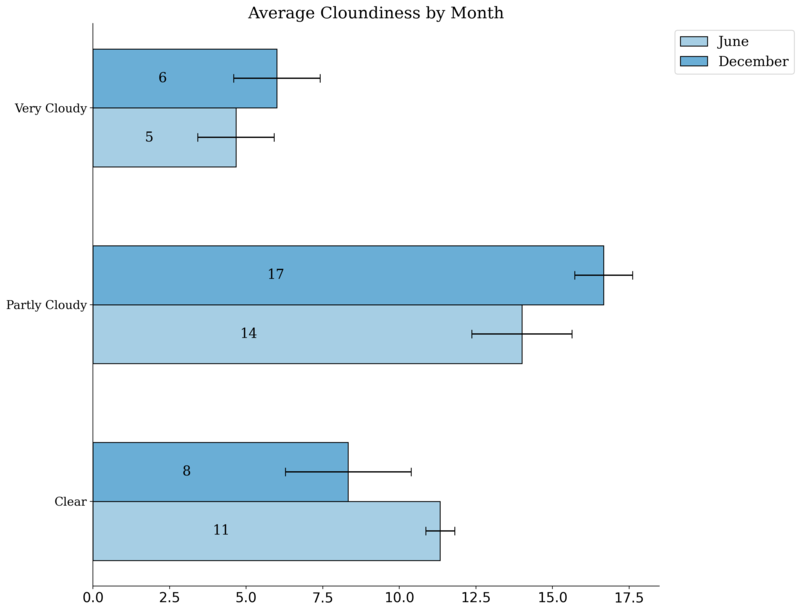 Average Cloundiness by Month
June
December
Very Cloudy
6
5
Partly Cloudy
17
14
Clear
8
11
0.0 2.5 5.0 7.5 10.0 12.5 15.0 17.5